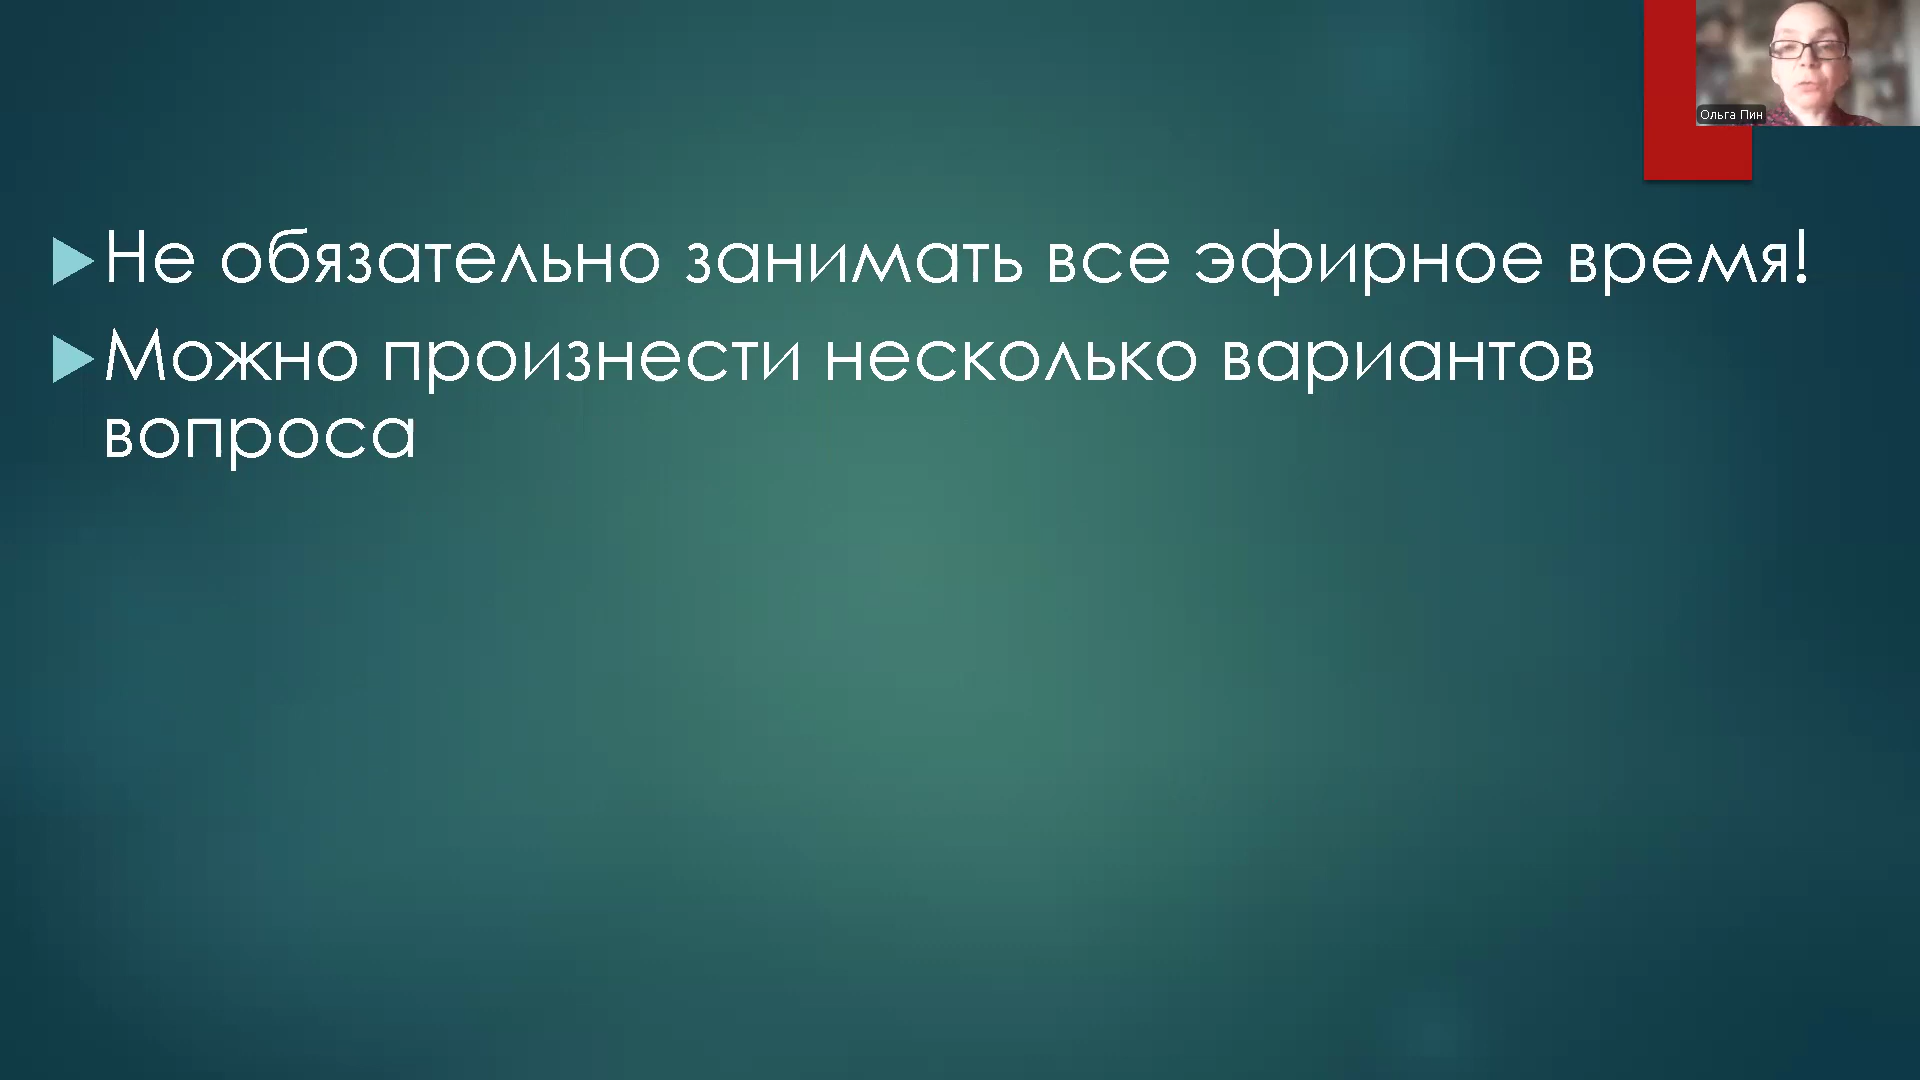 Ольга Пин
Не обязательно занимать все эфирное время!
Можно произнести несколько вариантов
вопроса